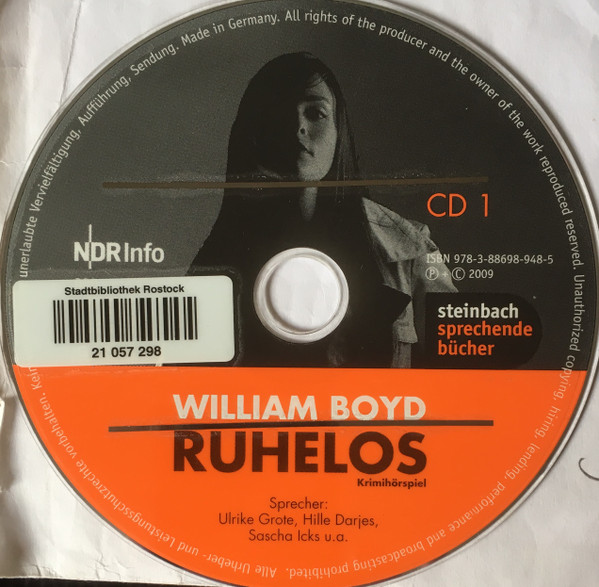 unerlaubte Vervielfältigung, Aufführung, Sendung. Made in Germany. All rights of the producer and the owner of the work reproduced reserved. Unauthorized copying, hiring, lending, performance and broadcasting prohibited. Alle Urheber- und Leistungsschutzrechte vorbehalten.
CD 1
NDR Info
ISBN 978-3-88698-948-5
Ⓟ + © 2009
Stadtbibliothek Rostock
21 057 298
steinbach
sprechende
bücher
WILLIAM BOYD
RUHELOS
Krimihörspiel
Sprecher:
Ulrike Grote, Hille Darjes,
Sascha Icks u.a.